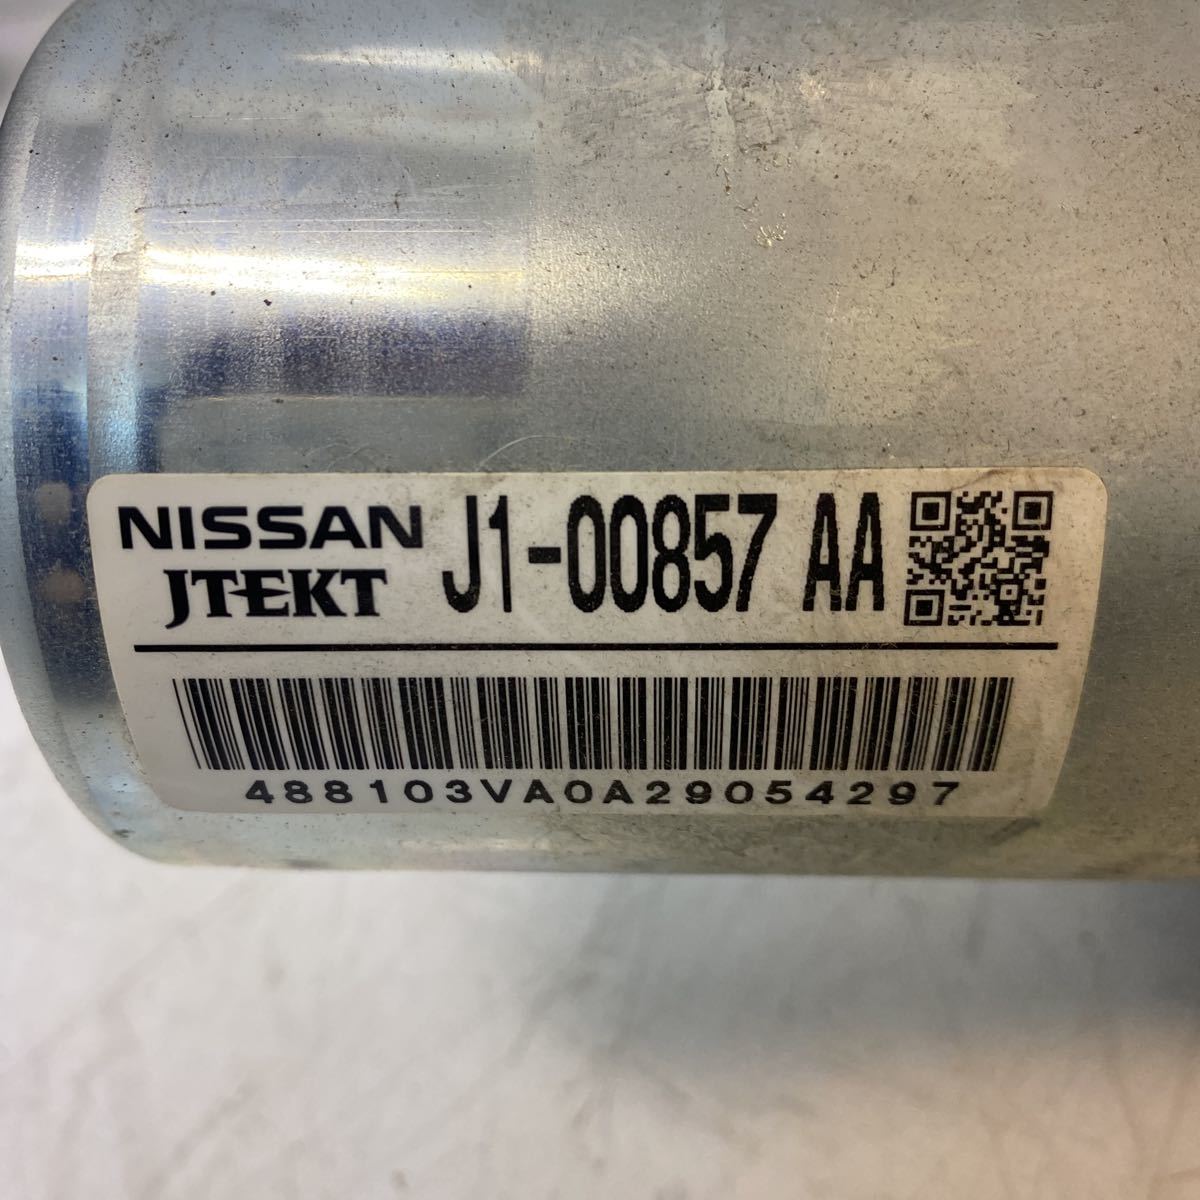 NISSAN J1-00857 AA
JTEKT
488103VA0A29054297